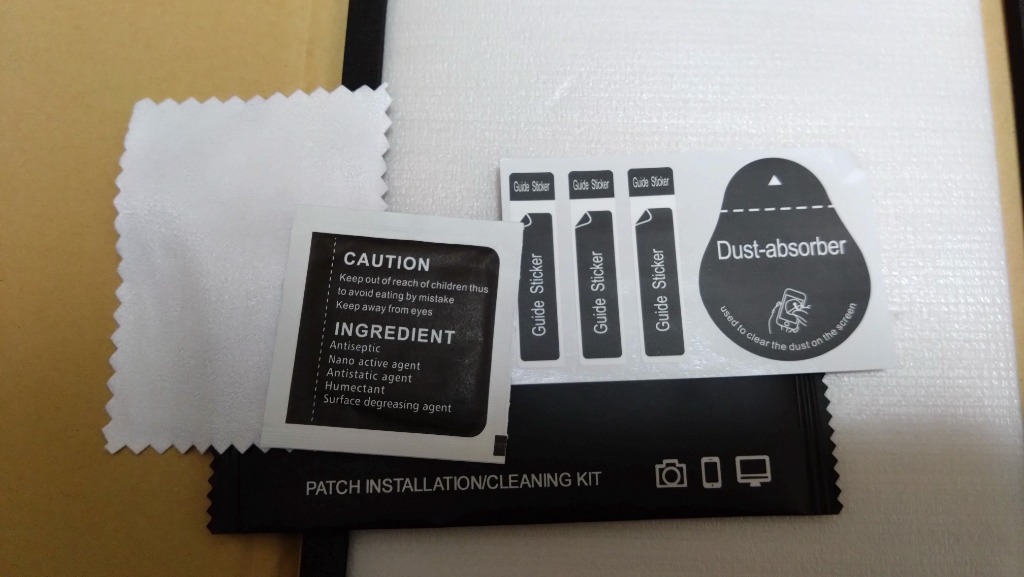 CAUTION
Keep out of reach of children thus
to avoid eating by mistake
Keep away from eyes
INGREDIENT
Antiseptic
Nano active agent
Antistatic agent
Humectant
Surface degreasing agent
Guide Sticker
Guide Sticker
Guide Sticker
Guide Sticker
Guide Sticker
Guide Sticker
Dust-absorber
used to clear the dust on the screen
PATCH INSTALLATION/CLEANING KIT